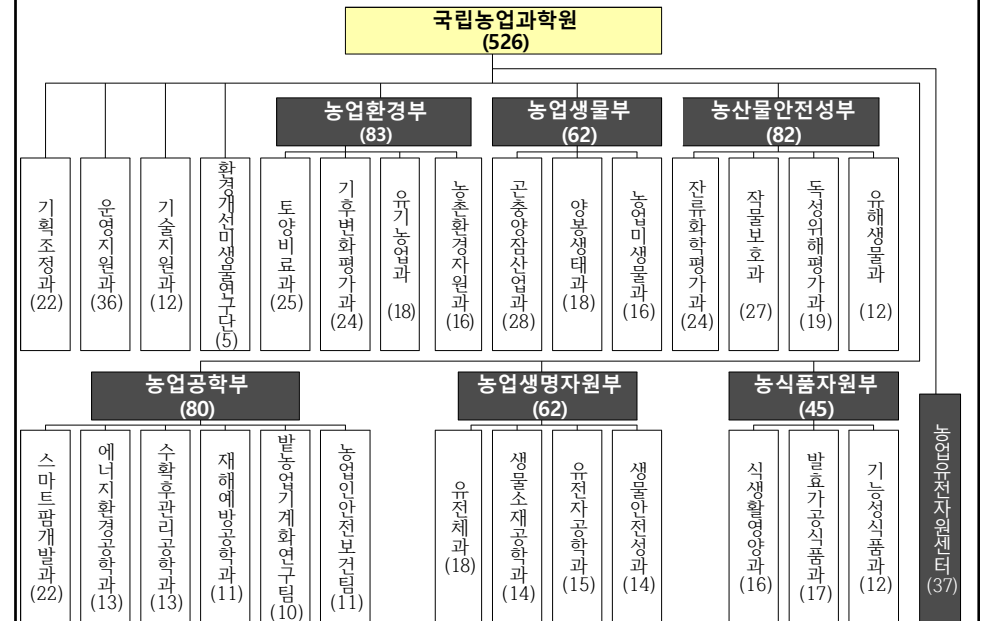 국립농업과학원
(526)
농업환경부
(83)
농업생물부
(62)
농산물안전성부
(82)
기획조정과
(22)
운영지원과
(36)
기술지원과
(12)
환경개선미생물연구단
(5)
토양비료과
(25)
기후변화평가과
(24)
유기농업과
(18)
농촌환경자원과
(16)
곤충양잠산업과
(28)
양봉생태과
(18)
농업미생물과
(16)
잔류화학평가과
(24)
작물보호과
(27)
독성위해평가과
(19)
유해생물과
(12)
농업공학부
(80)
농업생명자원부
(62)
농식품자원부
(45)
스마트팜개발과
(22)
에너지환경공학과
(13)
수확후관리공학과
(13)
재해예방공학과
(11)
밭농업기계화연구팀
(10)
농업인안전보건팀
(11)
유전체과
(18)
생물소재공학과
(14)
유전자공학과
(15)
생물안전성과
(14)
식생활영양과
(16)
발효가공식품과
(17)
기능성식품과
(12)
농업유전자원센터
(37)